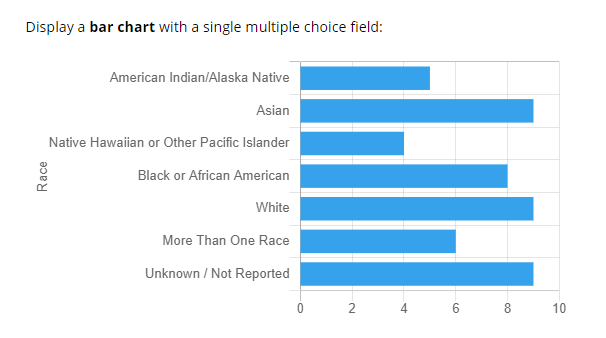 Display a bar chart with a single multiple choice field:
Race
American Indian/Alaska Native
Asian
Native Hawaiian or Other Pacific Islander
Black or African American
White
More Than One Race
Unknown / Not Reported
0 2 4 6 8 10